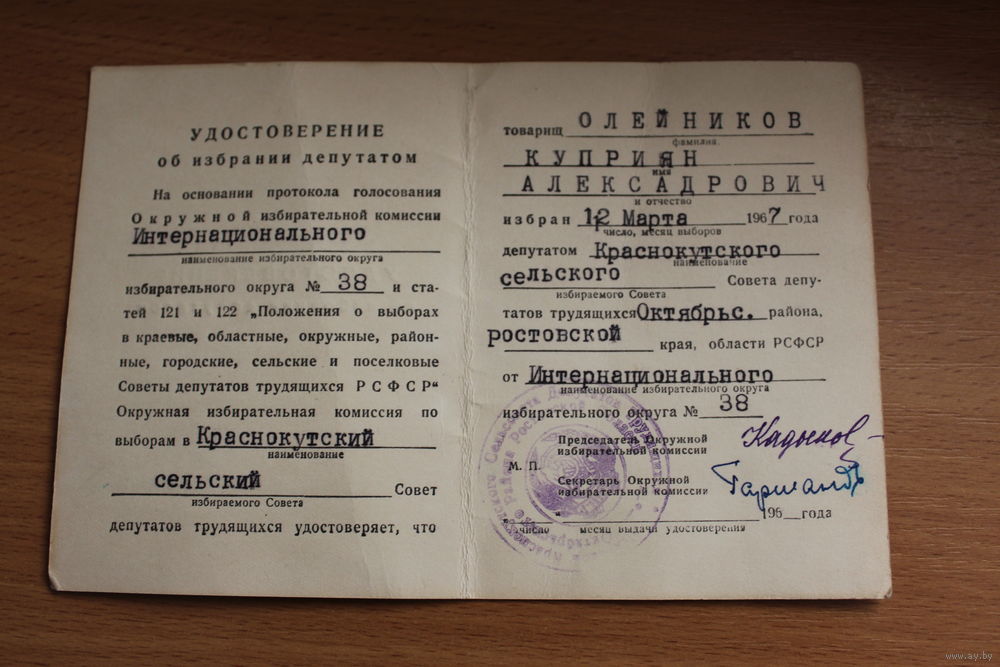 УДОСТОВЕРЕНИЕ
об избрании депутатом
На основании протокола голосования
Окружной избирательной комиссии
Интернационального
наименование избирательного округа
избирательного округа № 38 и ста-
тей 121 и 122 „Положения о выборах
в краевые, областные, окружные, район-
ные, городские, сельские и поселковые
Советы депутатов трудящихся РСФСР“
Окружная избирательная комиссия по
выборам в Краснокутский
наименование
сельский Совет
избираемого Совета
депутатов трудящихся удостоверяет, что
товарищ ОЛЕЙНИКОВ
фамилия
КУПРИЯН
имя
АЛЕКСАДРОВИЧ
и отчество
избран 12 Марта 1967 года
число, месяц выборов
депутатом Краснокутского
наименование
сельского Совета депу-
избираемого Совета
татов трудящихся Октябрьс. района,
ростовской края, области РСФСР
от Интернационального
наименование избирательного округа
избирательного округа № 38
Председатель Окружной
избирательной комиссии
М. П.
Секретарь Окружной
избирательной комиссии
„ 196 года
число месяц выдачи удостоверения
www.ay.by